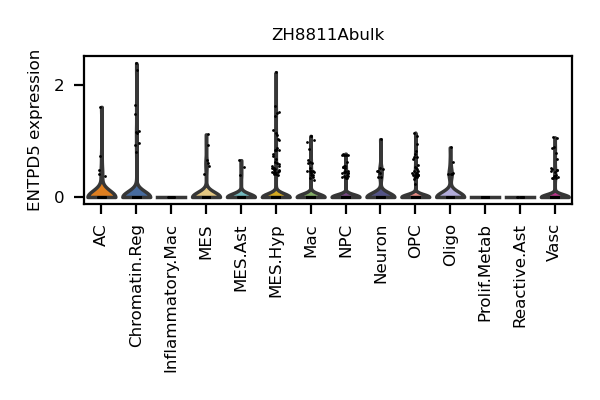 ZH8811Abulk
ENTPD5 expression
2
0
AC
Chromatin.Reg
Inflammatory.Mac
MES
MES.Ast
MES.Hyp
Mac
NPC
Neuron
OPC
Oligo
Prolif.Metab
Reactive.Ast
Vasc